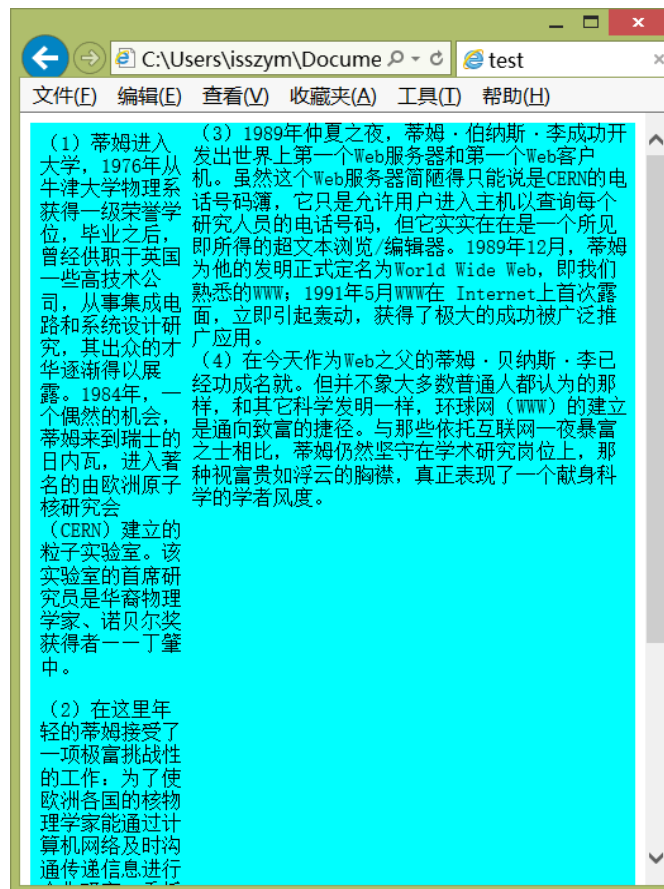 C:\Users\isszym\Docume
test
文件(F) 编辑(E) 查看(V) 收藏夹(A) 工具(T) 帮助(H)
（1）蒂姆进入
大学，1976年从
牛津大学物理系
获得一级荣誉学
位，毕业之后，
曾经供职于英国
一些高技术公
司，从事集成电
路和系统设计研
究，其出众的才
华逐渐得以展
露。1984年，一
个偶然的机会，
蒂姆来到瑞士的
日内瓦，进入著
名的由欧洲原子
核研究会
（CERN）建立的
粒子实验室。该
实验室的首席研
究员是华裔物理
学家、诺贝尔奖
获得者——丁肇
中。
（2）在这里年
轻的蒂姆接受了
一项极富挑战性
的工作：为了使
欧洲各国的核物
理学家能通过计
算机网络及时沟
通传递信息进行
（3）1989年仲夏之夜，蒂姆·伯纳斯·李成功开
发出世界上第一个Web服务器和第一个Web客户
机。虽然这个Web服务器简陋得只能说是CERN的电
话号码簿，它只是允许用户进入主机以查询每个
研究人员的电话号码，但它实实在在是一个所见
即所得的超文本浏览/编辑器。1989年12月，蒂姆
为他的发明正式定名为World Wide Web，即我们
熟悉的WWW；1991年5月WWW在 Internet上首次露
面，立即引起轰动，获得了极大的成功被广泛推
广应用。
（4）在今天作为Web之父的蒂姆·贝纳斯·李已
经功成名就。但并不象大多数普通人都认为的那
样，和其它科学发明一样，环球网（WWW）的建立
是通向致富的捷径。与那些依托互联网一夜暴富
之士相比，蒂姆仍然坚守在学术研究岗位上，那
种视富贵如浮云的胸襟，真正表现了一个献身科
学的学者风度。